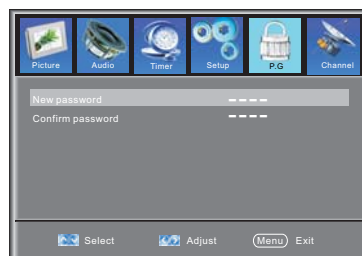 Picture Audio Timer Setup P.G Channel
New password ----
Confirm password ----
Select Adjust Menu Exit